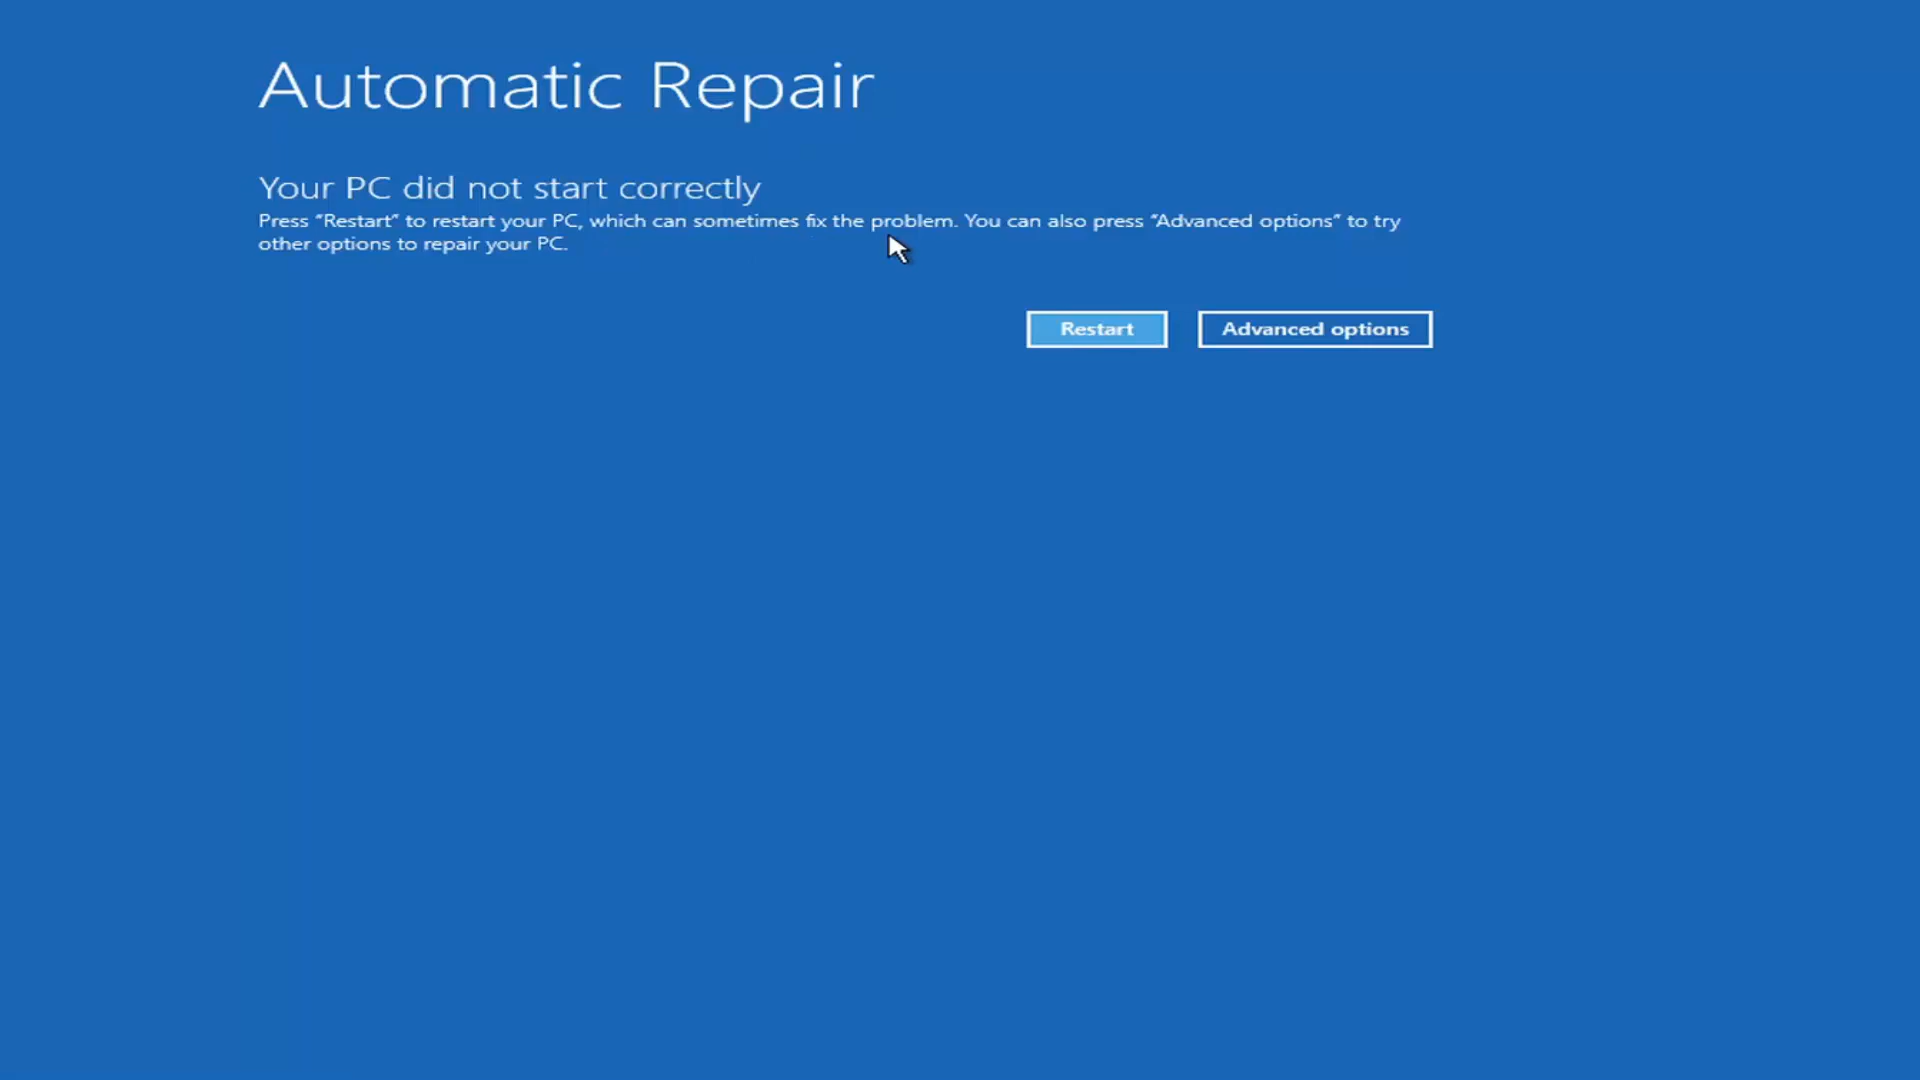 Automatic Repair
Your PC did not start correctly
Press “Restart” to restart your PC, which can sometimes fix the problem. You can also press “Advanced options” to try
other options to repair your PC.
Restart
Advanced options